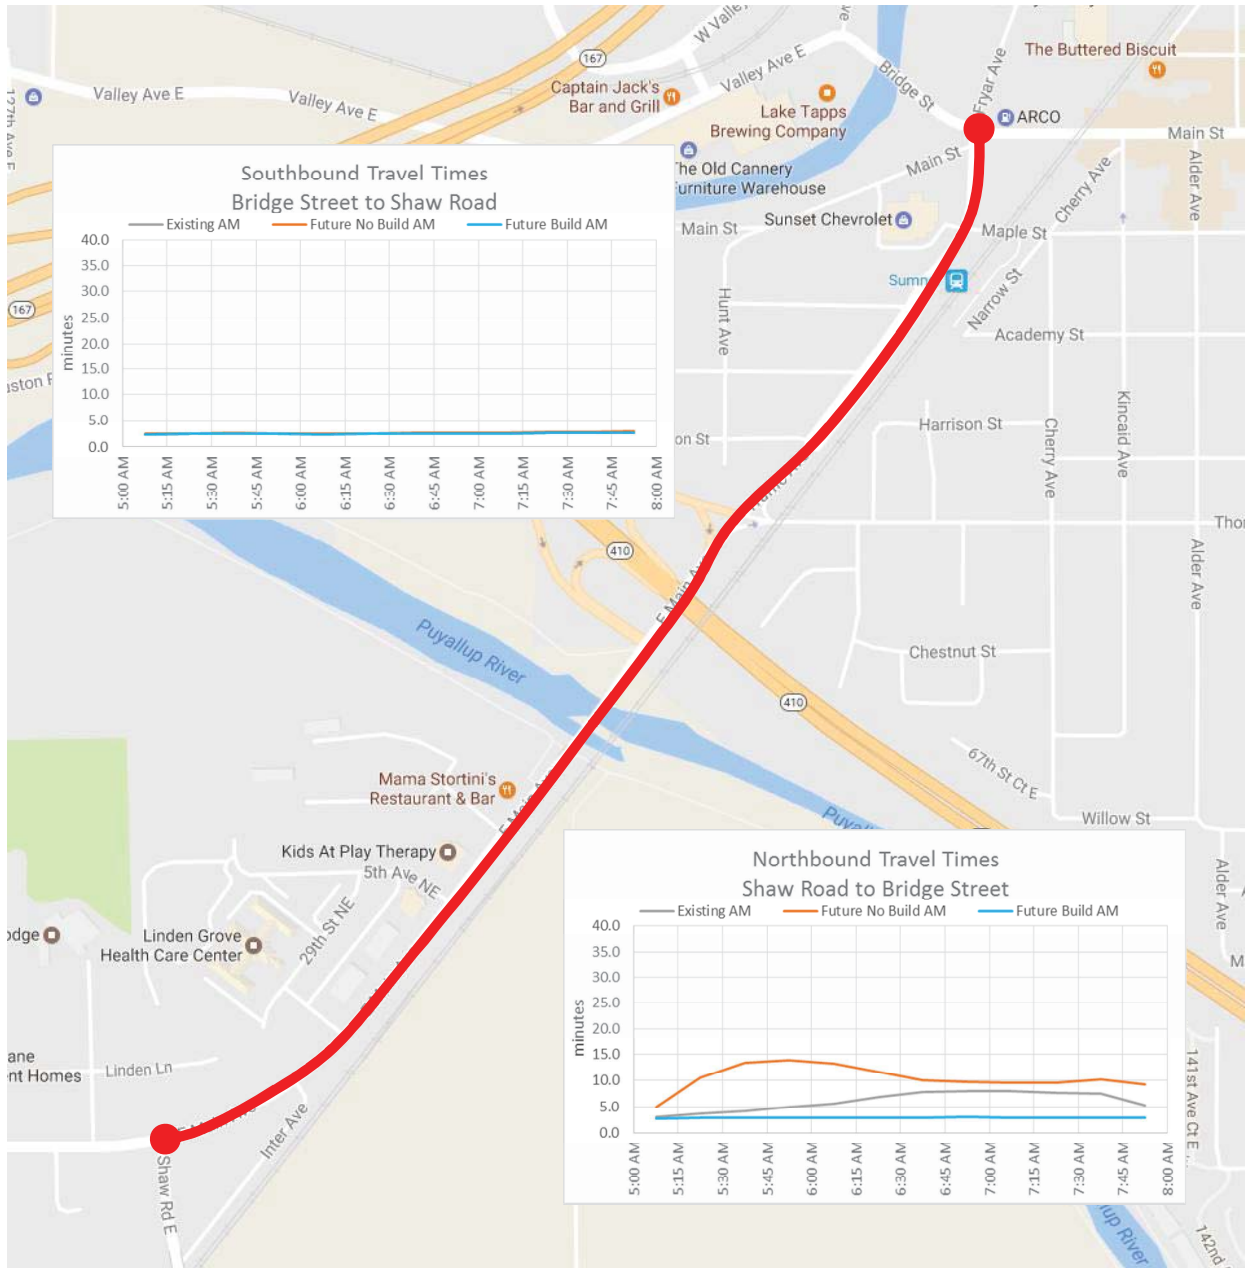 W Valley
167
Captain Jack's
Bar and Grill
Valley Ave E
Valley Ave E
Valley Ave E
127th Ave E
Bridge St
Fryar Ave
The Buttered Biscuit
ARCO
Main St
Lake Tapps
Brewing Company
Main St
The Old Cannery
Furniture Warehouse
Cherry Ave
Alder Ave
Sunset Chevrolet
Main St
Maple St
Narrow St
Hunt Ave
Academy St
167
Southbound Travel Times
Bridge Street to Shaw Road
Existing AM Future No Build AM Future Build AM
40.0
35.0
30.0
25.0
20.0
15.0
10.0
5.0
0.0
minutes
5:00 AM
5:15 AM
5:30 AM
5:45 AM
6:00 AM
6:15 AM
6:30 AM
6:45 AM
7:00 AM
7:15 AM
7:30 AM
7:45 AM
8:00 AM
on St
Harrison St
Cherry Ave
Kincaid Ave
Alder Ave
410
E Main Ave
Chestnut St
Puyallup River
410
67th St Ct E
Mama Stortini's
Restaurant & Bar
Willow St
Kids At Play Therapy
5th Ave NE
29th St NE
Linden Grove
Health Care Center
Linden Ln
nt Homes
Inter Ave
Shaw Rd E
Alder Ave
Northbound Travel Times
Shaw Road to Bridge Street
Existing AM Future No Build AM Future Build AM
40.0
35.0
30.0
25.0
20.0
15.0
10.0
5.0
0.0
minutes
5:00 AM
5:15 AM
5:30 AM
5:45 AM
6:00 AM
6:15 AM
6:30 AM
6:45 AM
7:00 AM
7:15 AM
7:30 AM
7:45 AM
8:00 AM
141st Ave Ct E
River